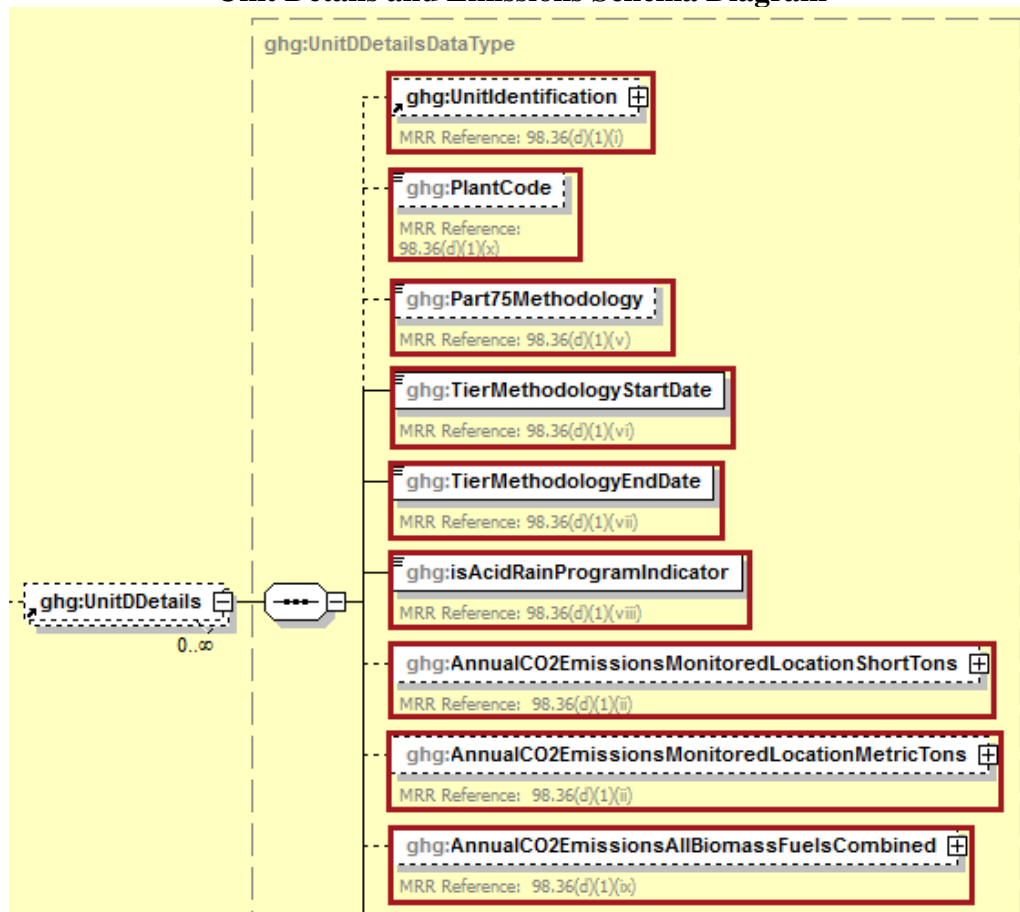 Unit Details and Emissions Schema Diagram
ghg:UnitDDetailsDataType
ghg:UnitIdentification
MRR Reference: 98.36(d)(1)(i)
ghg:PlantCode
MRR Reference:
98.36(d)(1)(x)
ghg:Part75Methodology
MRR Reference: 98.36(d)(1)(v)
ghg:TierMethodologyStartDate
MRR Reference: 98.36(d)(1)(vi)
ghg:TierMethodologyEndDate
MRR Reference: 98.36(d)(1)(vii)
ghg:isAcidRainProgramIndicator
MRR Reference: 98.36(d)(1)(viii)
ghg:UnitDDetails
0..∞
ghg:AnnualCO2EmissionsMonitoredLocationShortTons
MRR Reference: 98.36(d)(1)(ii)
ghg:AnnualCO2EmissionsMonitoredLocationMetricTons
MRR Reference: 98.36(d)(1)(ii)
ghg:AnnualCO2EmissionsAllBiomassFuelsCombined
MRR Reference: 98.36(d)(1)(ix)